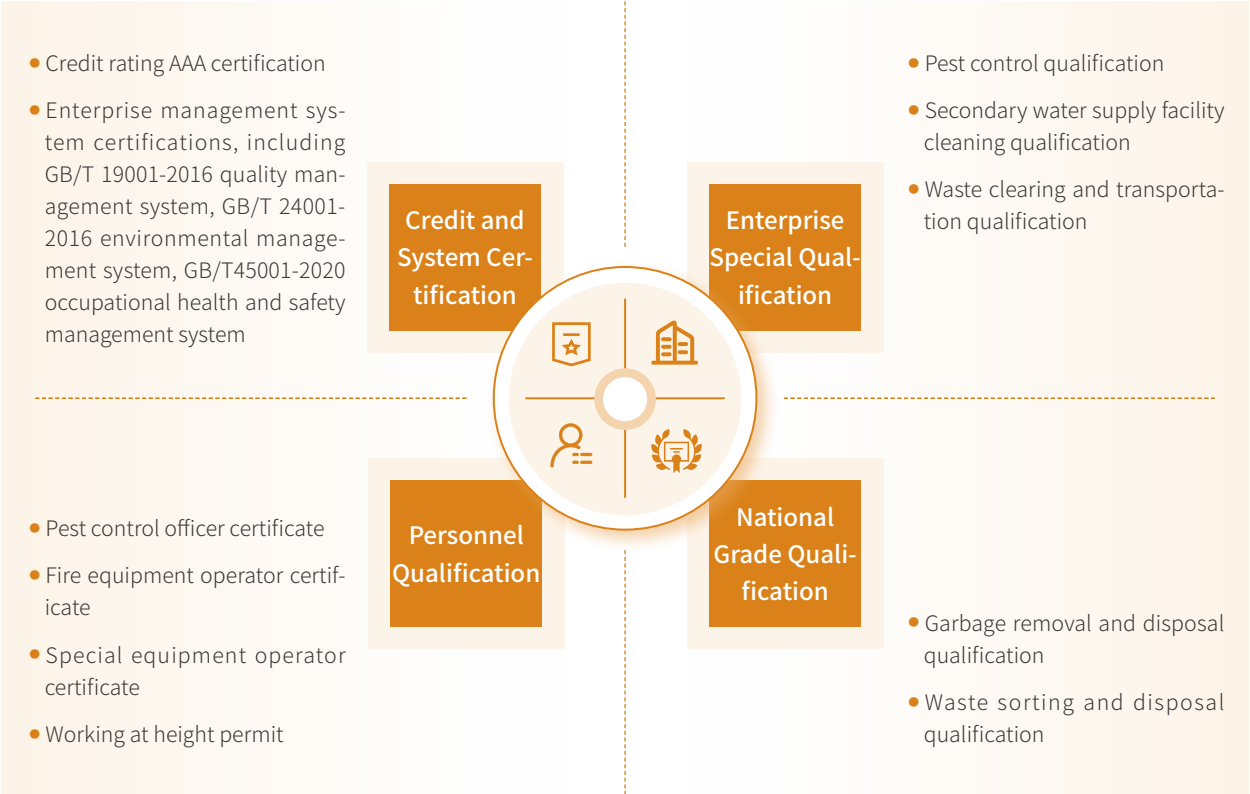 Credit rating AAA certification
Enterprise management sys-
tem certifications, including
GB/T 19001-2016 quality man-
agement system, GB/T 24001-
2016 environmental manage-
ment system, GB/T45001-2020
occupational health and safety
management system
Credit and
System Cer-
tification
Enterprise
Special Qual-
ification
Pest control qualification
Secondary water supply facility
cleaning qualification
Waste clearing and transporta-
tion qualification
Pest control officer certificate
Fire equipment operator certif-
icate
Special equipment operator
certificate
Working at height permit
Personnel
Qualification
National
Grade Quali-
fication
Garbage removal and disposal
qualification
Waste sorting and disposal
qualification